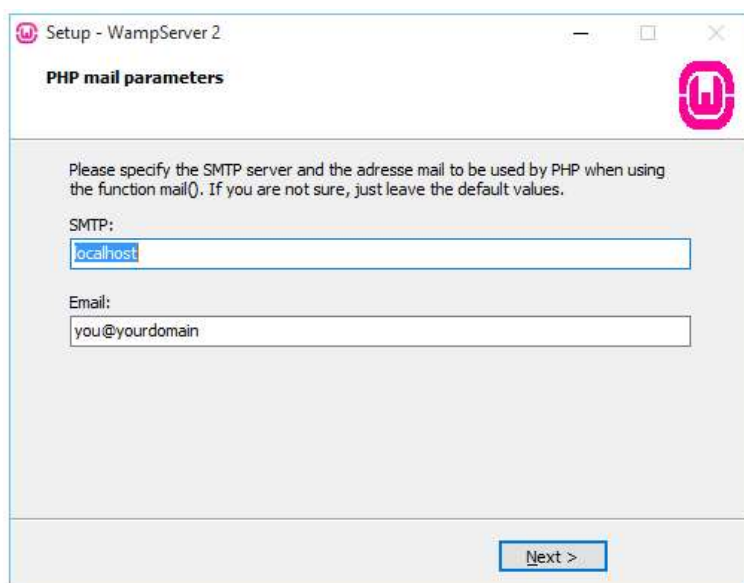 Setup - WampServer 2
PHP mail parameters
Please specify the SMTP server and the adresse mail to be used by PHP when using
the function mail(). If you are not sure, just leave the default values.
SMTP:
localhost
Email:
you@yourdomain
Next >